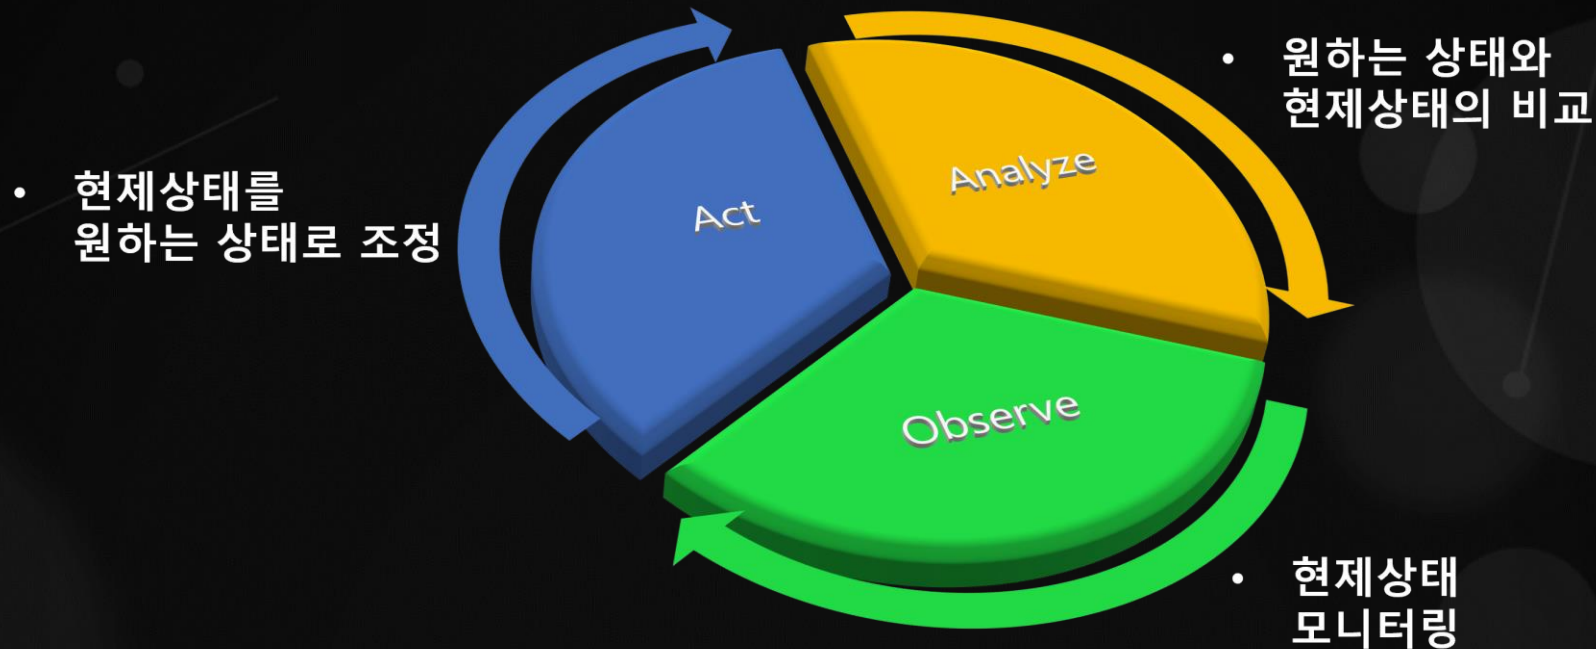 • 원하는 상태와
현제상태의 비교
Analyze
• 현제상태를
원하는 상태로 조정
Act
Observe
• 현제상태
모니터링